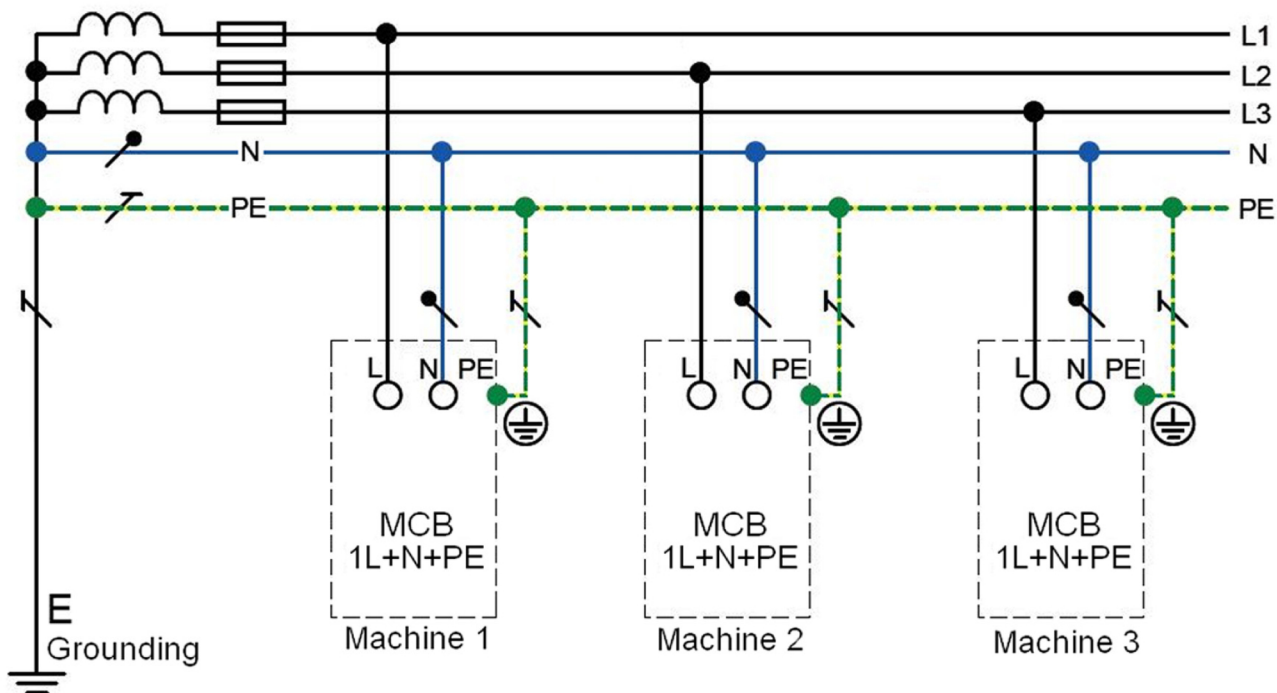 L1
L2
L3
N N
PE PE
L N PE
L N PE
L N PE
MCB
1L+N+PE
MCB
1L+N+PE
MCB
1L+N+PE
E
Grounding
Machine 1
Machine 2
Machine 3